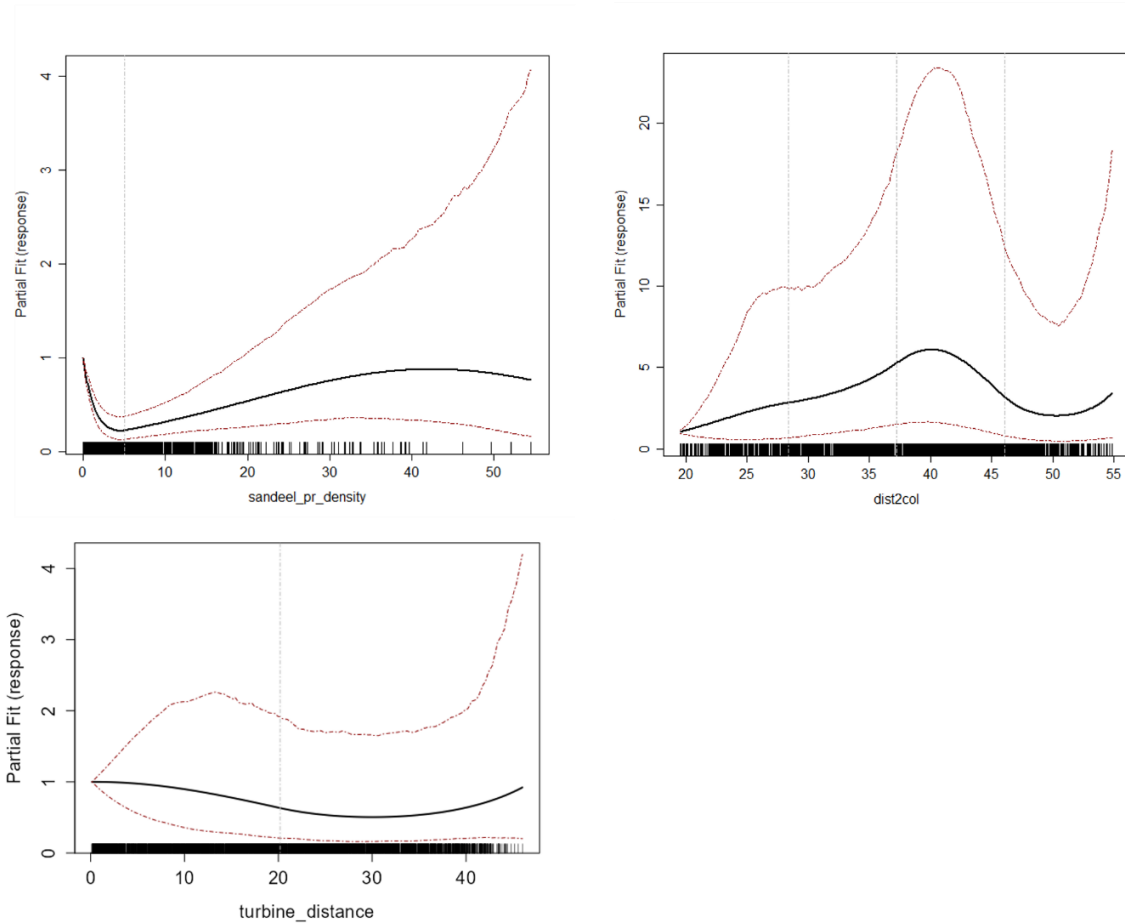 Partial Fit (response)
4
3
2
1
0
0 10 20 30 40 50
sandeel_pr_density
Partial Fit (response)
20
15
10
5
0
20 25 30 35 40 45 50 55
dist2col
Partial Fit (response)
4
3
2
1
0
0 10 20 30 40
turbine_distance